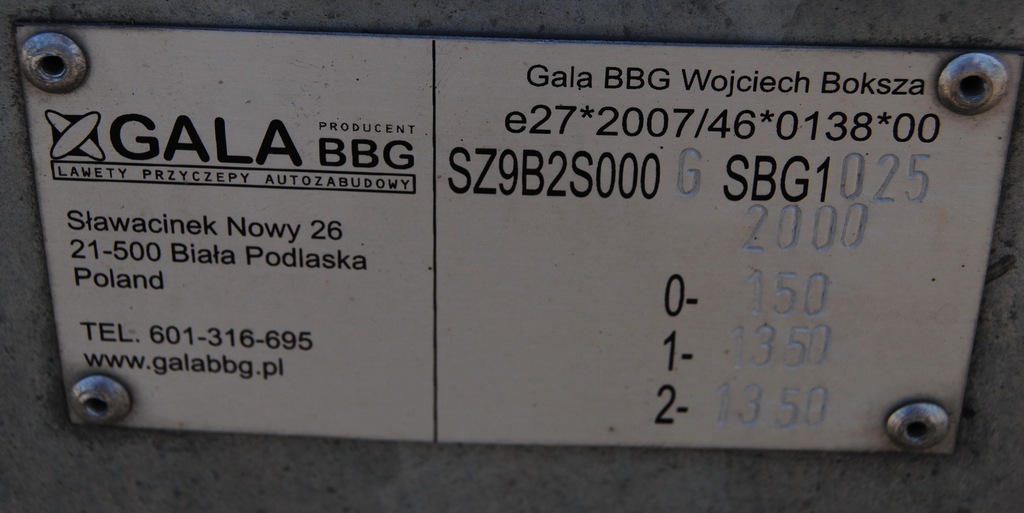 GALA PRODUCENT BBG
LAWETY PRZYCZEPY AUTOZABUDOWY
Sławacinek Nowy 26
21-500 Biała Podlaska
Poland
TEL. 601-316-695
www.galabbg.pl
Gala BBG Wojciech Boksza
e27*2007/46*0138*00
SZ9B2S000 G SBG1025
2000
0- 150
1- 1350
2- 1350